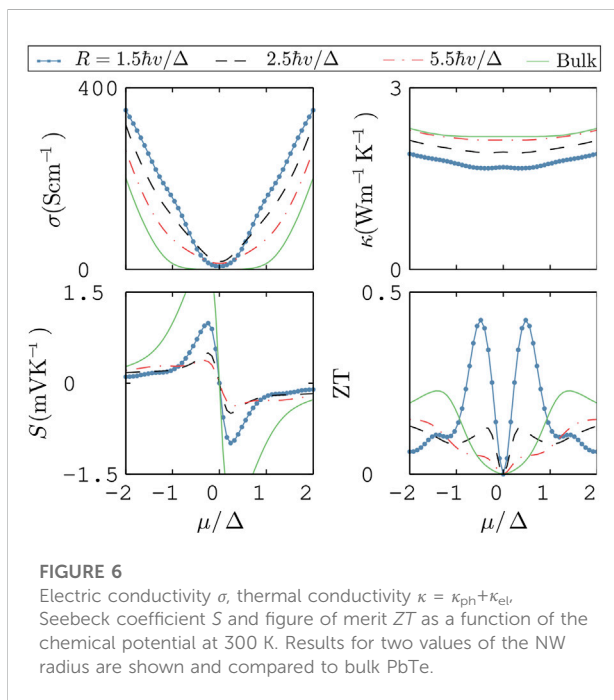 R = 1.5ħv/Δ 2.5ħv/Δ 5.5ħv/Δ Bulk
400
σ(Scm⁻¹)
0
3
κ(Wm⁻¹K⁻¹)
0
1.5
S(mVK⁻¹)
0
−1.5
−2 −1 0 1 2
μ/Δ
0.5
ZT
0
−2 −1 0 1 2
μ/Δ
FIGURE 6
Electric conductivity σ, thermal conductivity κ = κph+κel,
Seebeck coefficient S and figure of merit ZT as a function of the
chemical potential at 300 K. Results for two values of the NW
radius are shown and compared to bulk PbTe.